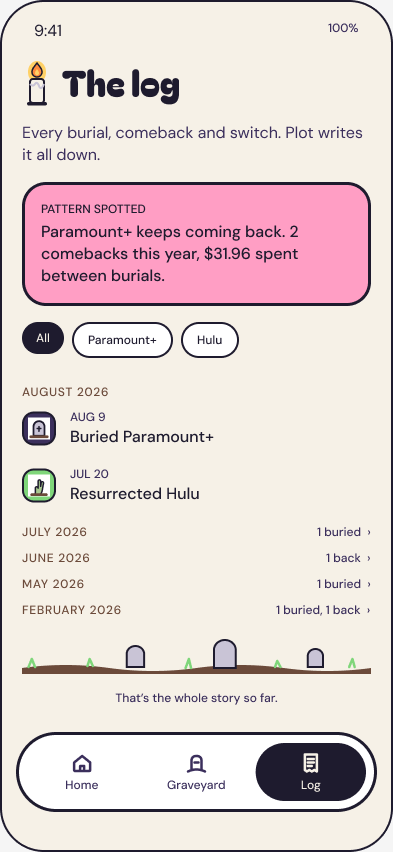 9:41
100%
The log
Every burial, comeback and switch. Plot writes
it all down.
PATTERN SPOTTED
Paramount+ keeps coming back. 2
comebacks this year, $31.96 spent
between burials.
All
Paramount+
Hulu
AUGUST 2026
AUG 9
Buried Paramount+
JUL 20
Resurrected Hulu
JULY 2026 1 buried ›
JUNE 2026 1 back ›
MAY 2026 1 buried ›
FEBRUARY 2026 1 buried, 1 back ›
That’s the whole story so far.
Home
Graveyard
Log